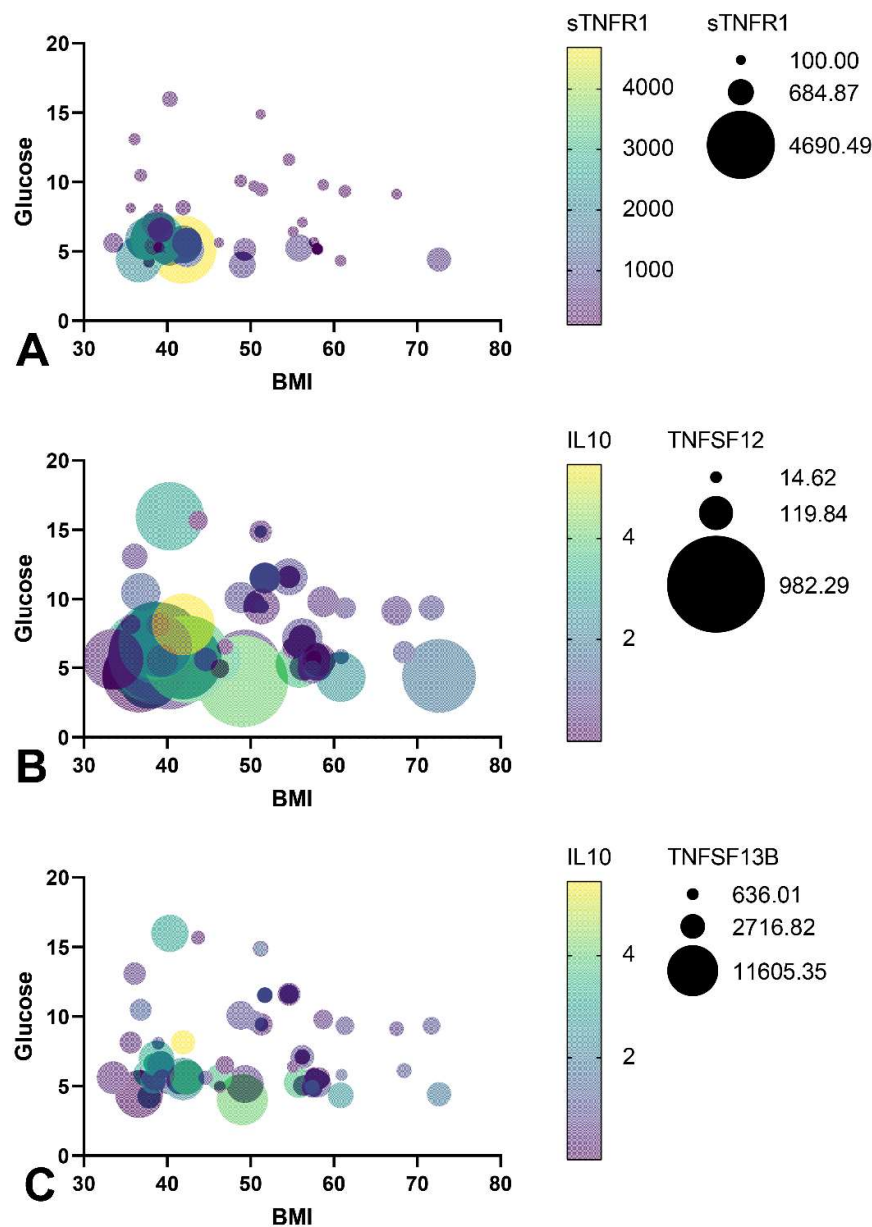 sTNFR1
sTNFR1
20
15
10
5
0
Glucose
30 40 50 60 70 80
BMI
4000
3000
2000
1000
100.00
684.87
4690.49
A
IL10
TNFSF12
20
15
10
5
0
Glucose
30 40 50 60 70 80
BMI
4
2
14.62
119.84
982.29
B
IL10
TNFSF13B
20
15
10
5
0
Glucose
30 40 50 60 70 80
BMI
4
2
636.01
2716.82
11605.35
C